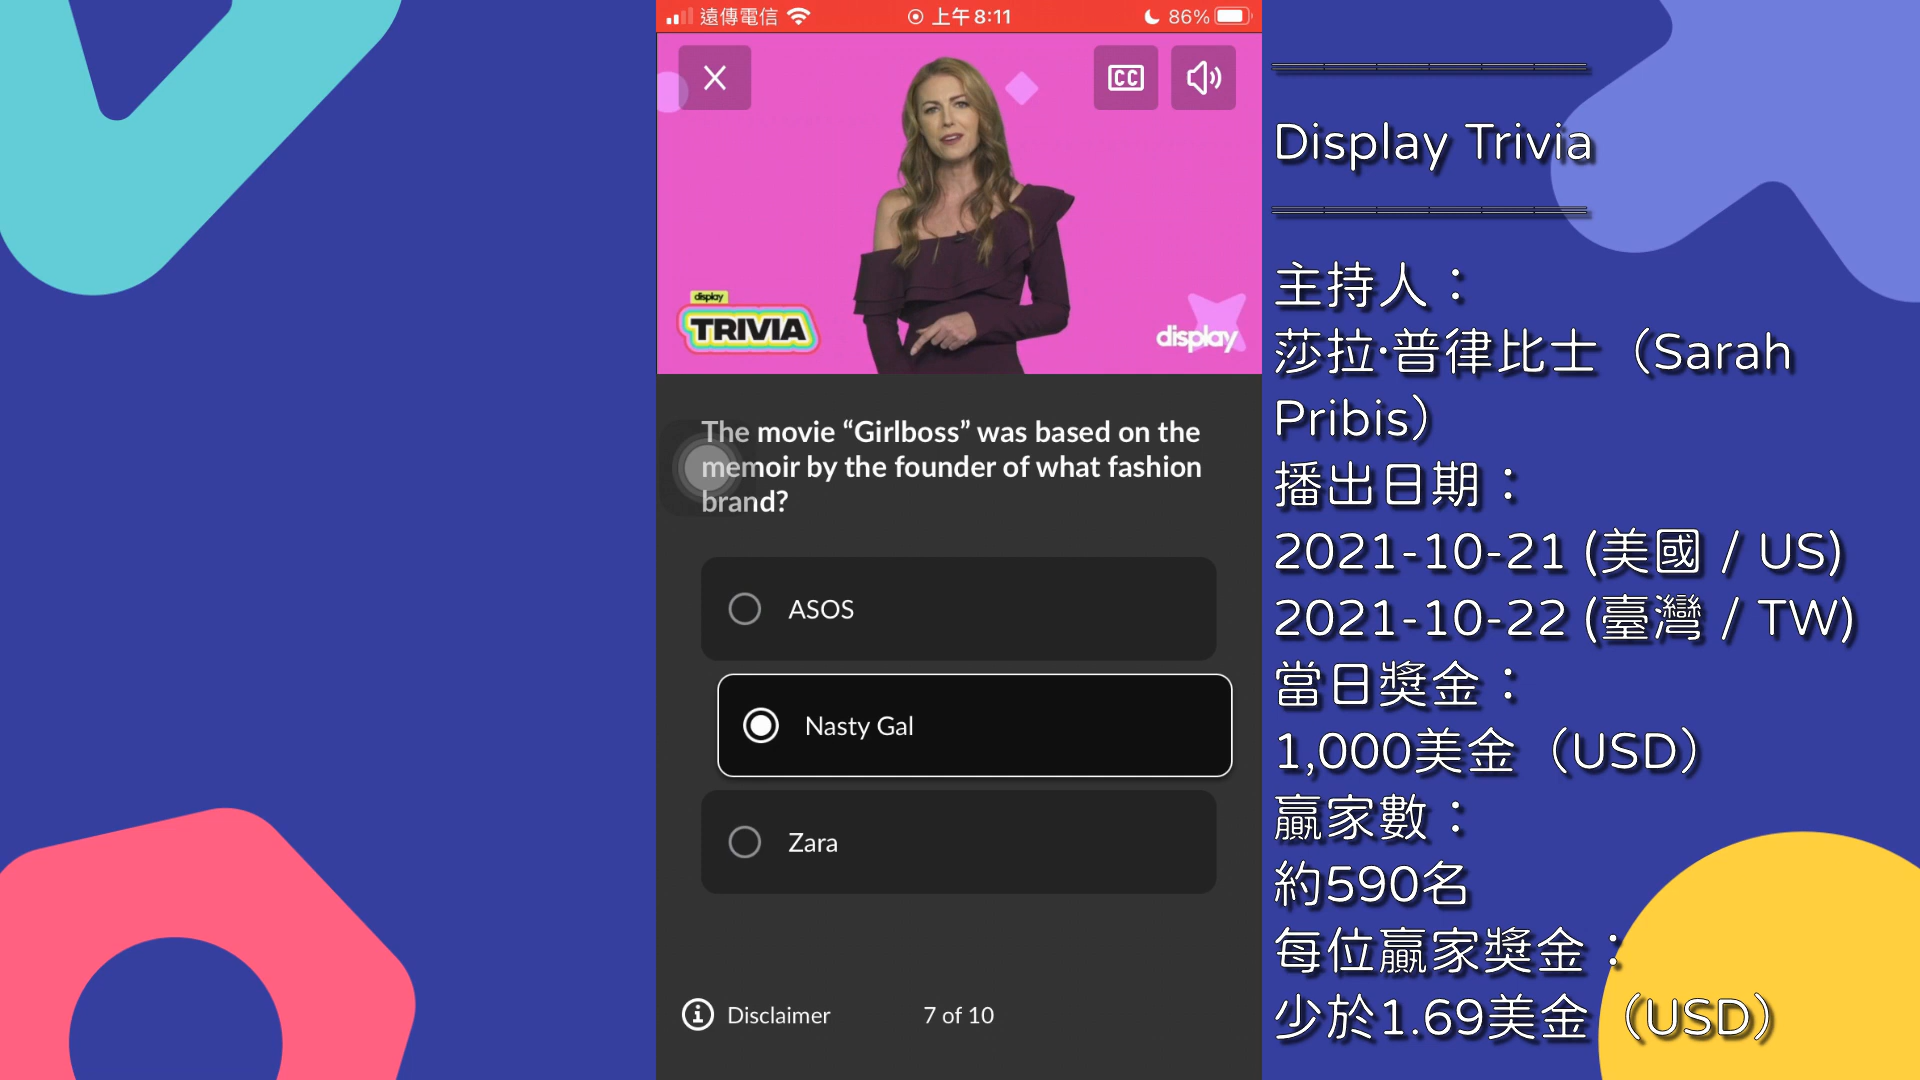 遠傳電信
上午8:11
86%
CC
display
TRIVIA
display
The movie “Girlboss” was based on the
memoir by the founder of what fashion
brand?
ASOS
Nasty Gal
Zara
Disclaimer
7 of 10
Display Trivia
主持人：
莎拉·普律比士（Sarah
Pribis）
播出日期：
2021-10-21 (美國 / US)
2021-10-22 (臺灣 / TW)
當日獎金：
1,000美金（USD）
贏家數：
約590名
每位贏家獎金：
少於1.69美金（USD）